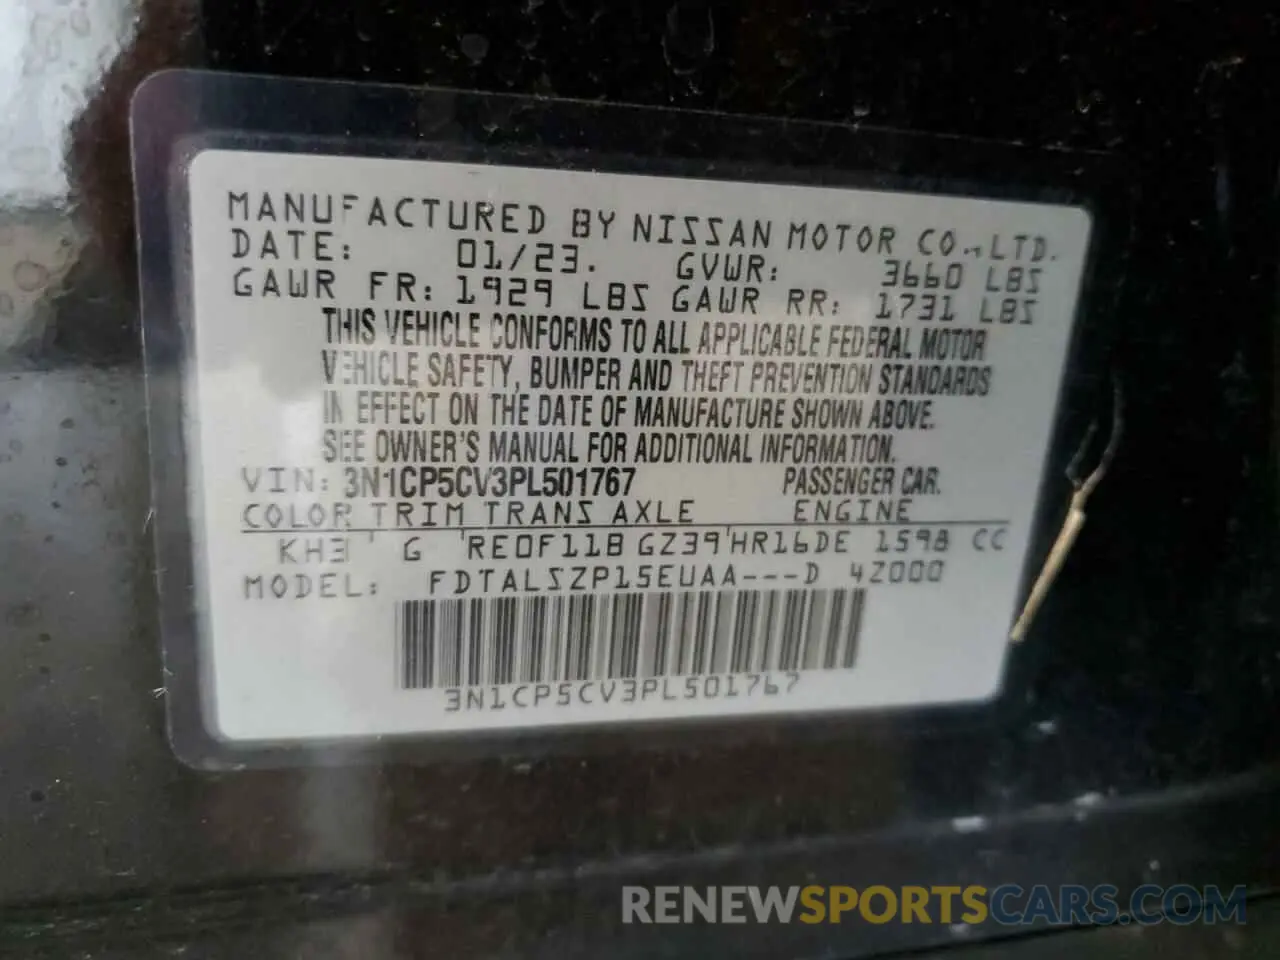 MANUFACTURED BY NISSAN MOTOR CO., LTD.
DATE: 01/23. GVWR: 3660 LBS
GAWR FR: 1929 LBS GAWR RR: 1731 LBS
THIS VEHICLE CONFORMS TO ALL APPLICABLE FEDERAL MOTOR
VEHICLE SAFETY, BUMPER AND THEFT PREVENTION STANDARDS
IN EFFECT ON THE DATE OF MANUFACTURE SHOWN ABOVE.
SEE OWNER'S MANUAL FOR ADDITIONAL INFORMATION.
VIN: 3N1CP5CV3PL501767 PASSENGER CAR.
COLOR TRIM TRANS AXLE ENGINE
KH3 ' G 'RE0F11B GZ39'HR16DE 1598 CC
MODEL: FDTALSZP15EUAA---D 4Z000
3N1CP5CV3PL501767
RENEWSPORTSCARS.COM